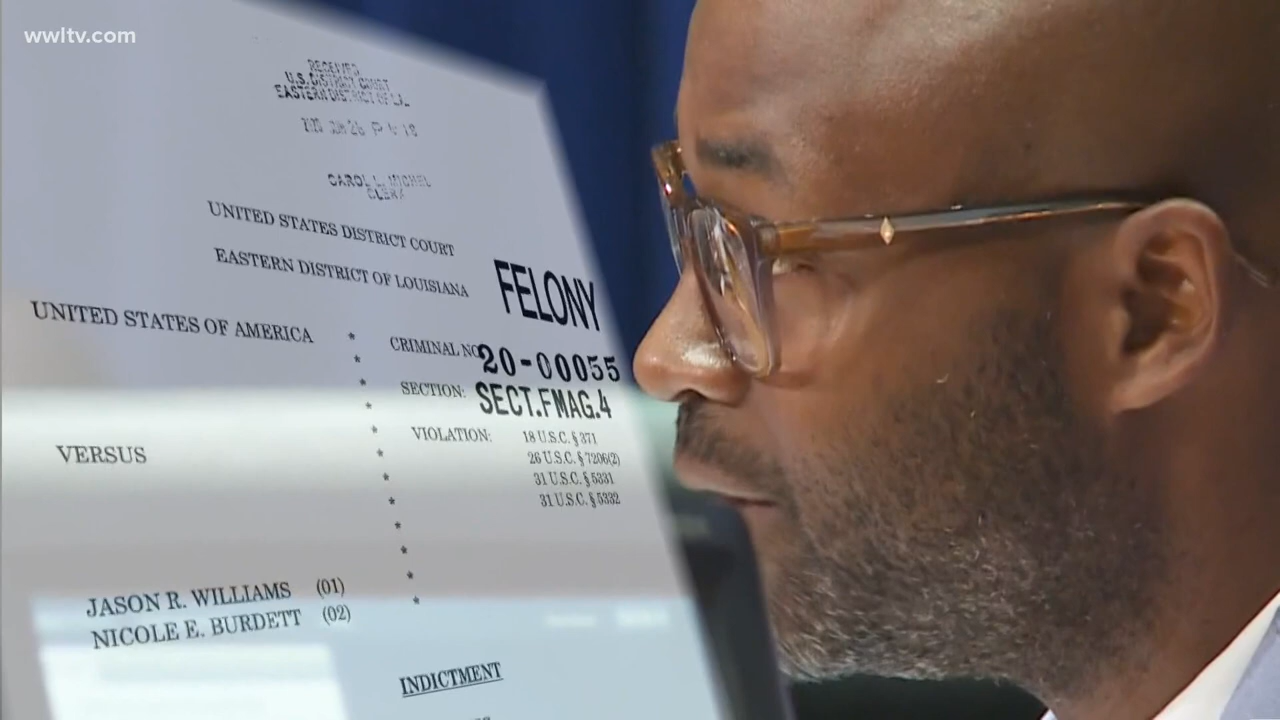 wwltv.com
RECEIVED
U.S. DISTRICT COURT
EASTERN DISTRICT OF LA.
CAROL L. MICHEL
CLERK
UNITED STATES DISTRICT COURT
EASTERN DISTRICT OF LOUISIANA
FELONY
UNITED STATES OF AMERICA
CRIMINAL NO.
20-00055
SECTION:
SECT.FMAG.4
VERSUS
VIOLATION:
18 U.S.C. § 371
26 U.S.C. § 7206(2)
31 U.S.C. § 5331
31 U.S.C. § 5332
JASON R. WILLIAMS (01)
NICOLE E. BURDETT (02)
INDICTMENT